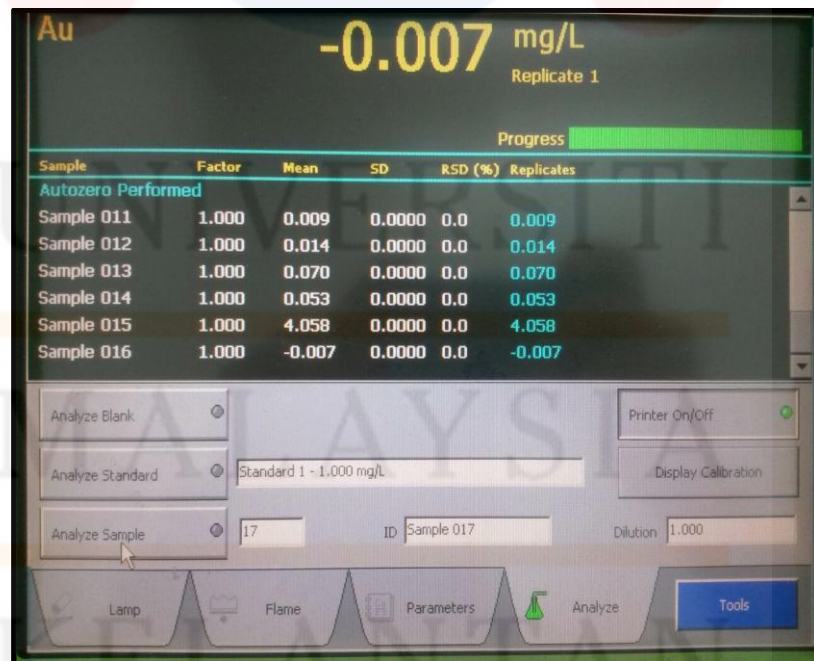 Au -0.007 mg/L
Replicate 1
Progress
Sample Factor Mean SD RSD (%) Replicates
Autozero Performed
Sample 011 1.000 0.009 0.0000 0.0 0.009
Sample 012 1.000 0.014 0.0000 0.0 0.014
Sample 013 1.000 0.070 0.0000 0.0 0.070
Sample 014 1.000 0.053 0.0000 0.0 0.053
Sample 015 1.000 4.058 0.0000 0.0 4.058
Sample 016 1.000 -0.007 0.0000 0.0 -0.007
Analyze Blank Printer On/Off
Analyze Standard Standard 1 - 1.000 mg/L Display Calibration
Analyze Sample 17 ID Sample 017 Dilution 1.000
Lamp Flame Parameters Analyze Tools
UNIVERSITI
MALAYSIA
KELANTAN